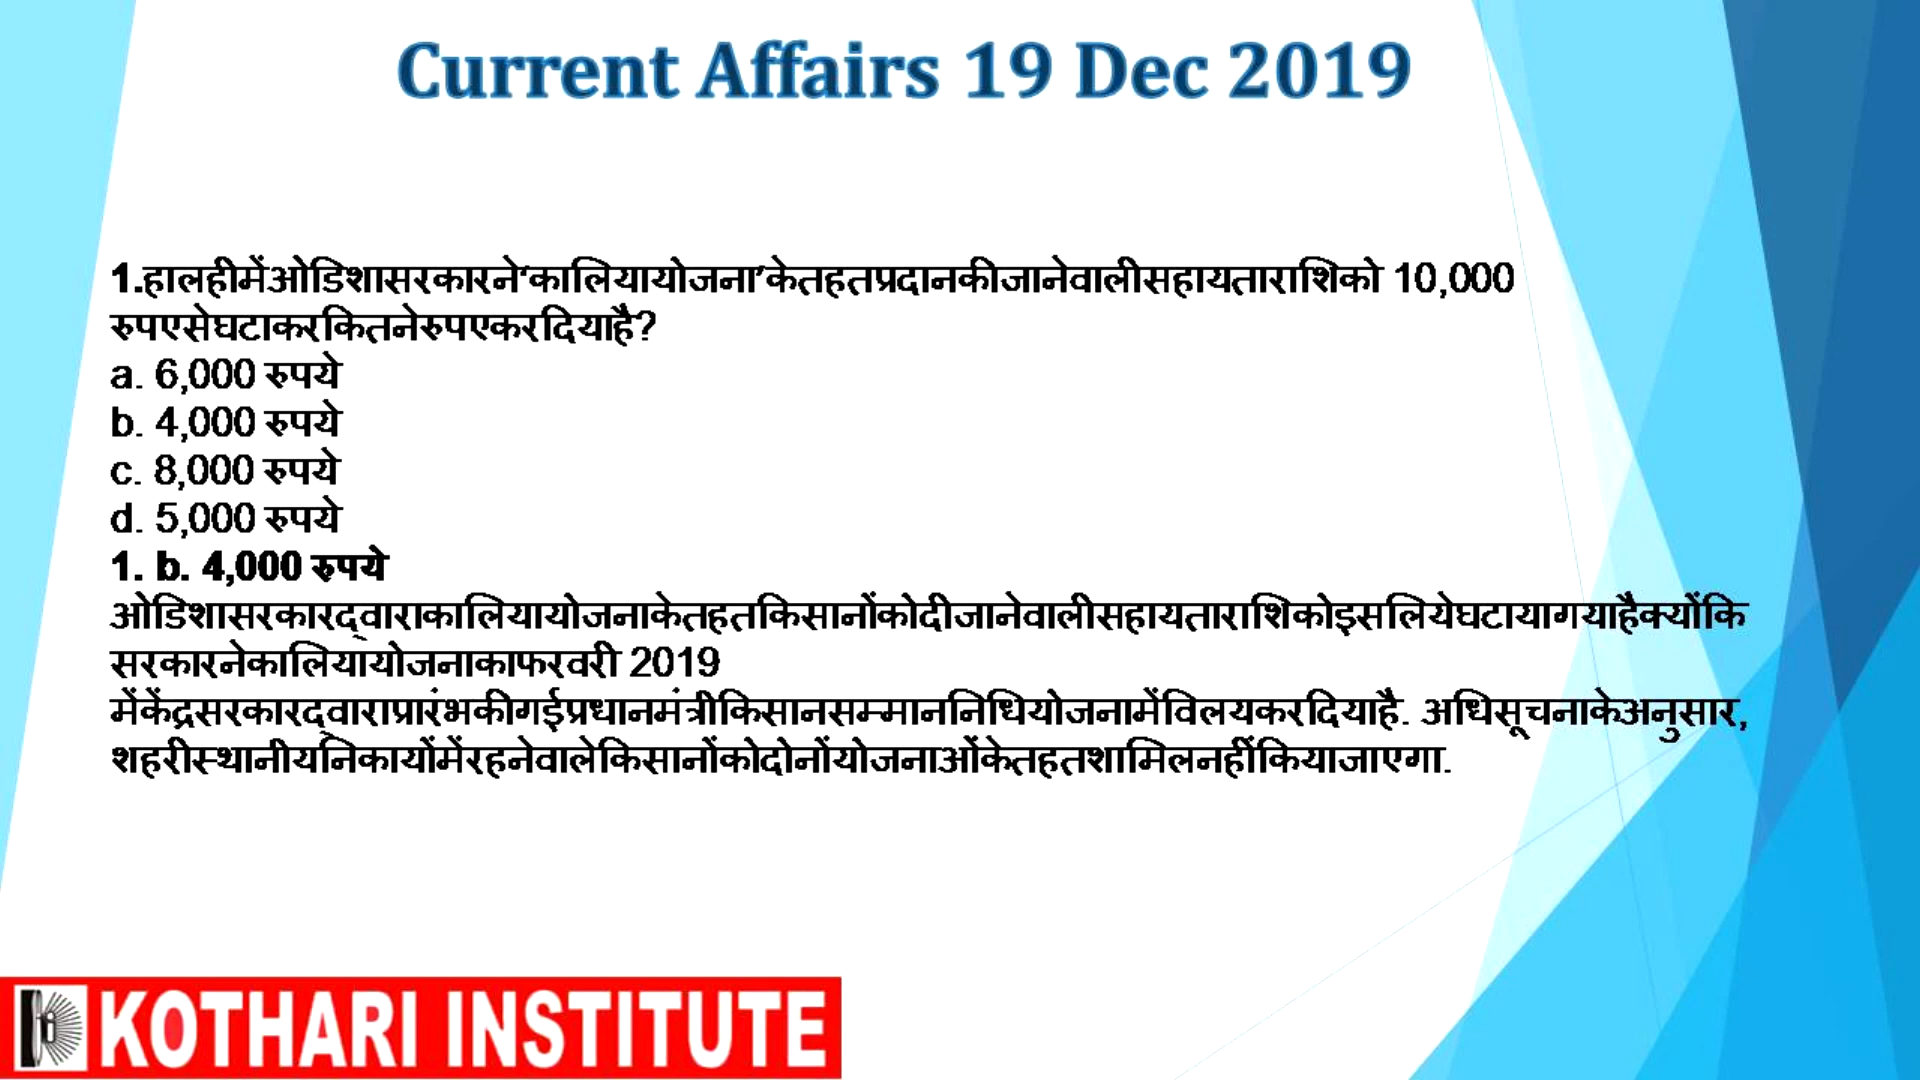 Current Affairs 19 Dec 2019
1.हालहीमेंओडिशासरकारने‘कालियायोजना’केतहतप्रदानकीजानेवालीसहायताराशिको 10,000
रुपएसेघटाकरकितनेरुपएकरदियाहै?
a. 6,000 रुपये
b. 4,000 रुपये
c. 8,000 रुपये
d. 5,000 रुपये
1. b. 4,000 रुपये
ओडिशासरकारद्वाराकालियायोजनाकेतहतकिसानोंकोदीजानेवालीसहायताराशिकोइसलियेघटायागयाहैक्योंकि
सरकारनेकालियायोजनाकाफरवरी 2019
मेंकेंद्रसरकारद्वाराप्रारंभकीगईप्रधानमंत्रीकिसानसम्माननिधियोजनामेंविलयकरदियाहै. अधिसूचनाकेअनुसार,
शहरीस्थानीयनिकायोंमेंरहनेवालेकिसानोंकोदोनोंयोजनाओंकेतहतशामिलनहींकियाजाएगा.
KOTHARI INSTITUTE